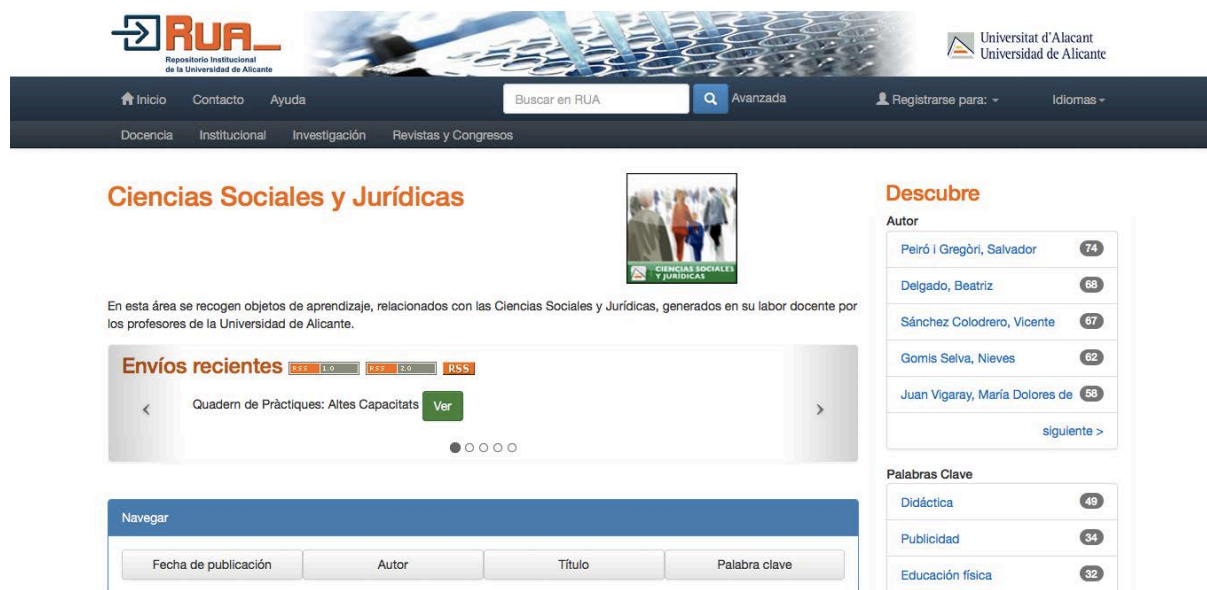 RUA
Repositorio Institucional
de la Universidad de Alicante
Universitat d'Alacant
Universidad de Alicante
Inicio Contacto Ayuda Buscar en RUA Avanzada Registrarse para: Idiomas
Docencia Institucional Investigación Revistas y Congresos
Ciencias Sociales y Jurídicas
CIENCIAS SOCIALES
Y JURÍDICAS
En esta área se recogen objetos de aprendizaje, relacionados con las Ciencias Sociales y Jurídicas, generados en su labor docente por
los profesores de la Universidad de Alicante.
Envíos recientes RSS 1.0 RSS 2.0 RSS
‹ Quadern de Pràctiques: Altes Capacitats Ver ›
Navegar
Fecha de publicación Autor Título Palabra clave
Descubre
Autor
Peiró i Gregòri, Salvador 74
Delgado, Beatriz 68
Sánchez Colodrero, Vicente 67
Gomis Selva, Nieves 62
Juan Vigaray, María Dolores de 58
siguiente >
Palabras Clave
Didáctica 49
Publicidad 34
Educación física 32